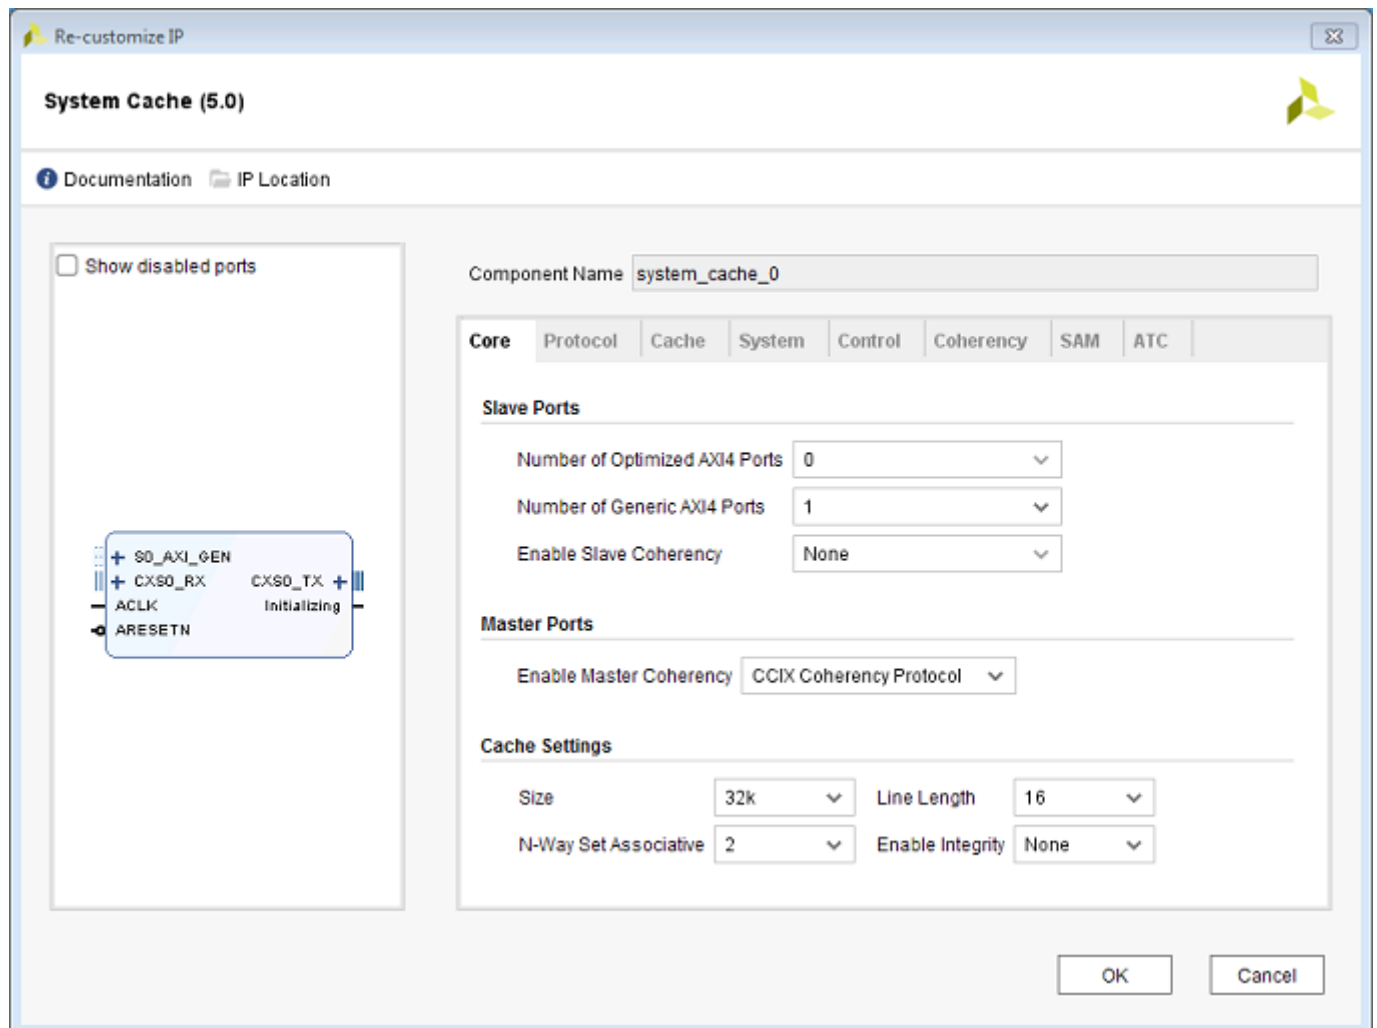 Re-customize IP
System Cache (5.0)
Documentation IP Location
Show disabled ports
S0_AXI_GEN
CXS0_RX CXS0_TX
ACLK Initializing
ARESETN
Component Name system_cache_0
Core Protocol Cache System Control Coherency SAM ATC
Slave Ports
Number of Optimized AXI4 Ports 0
Number of Generic AXI4 Ports 1
Enable Slave Coherency None
Master Ports
Enable Master Coherency CCIX Coherency Protocol
Cache Settings
Size 32k Line Length 16
N-Way Set Associative 2 Enable Integrity None
OK Cancel